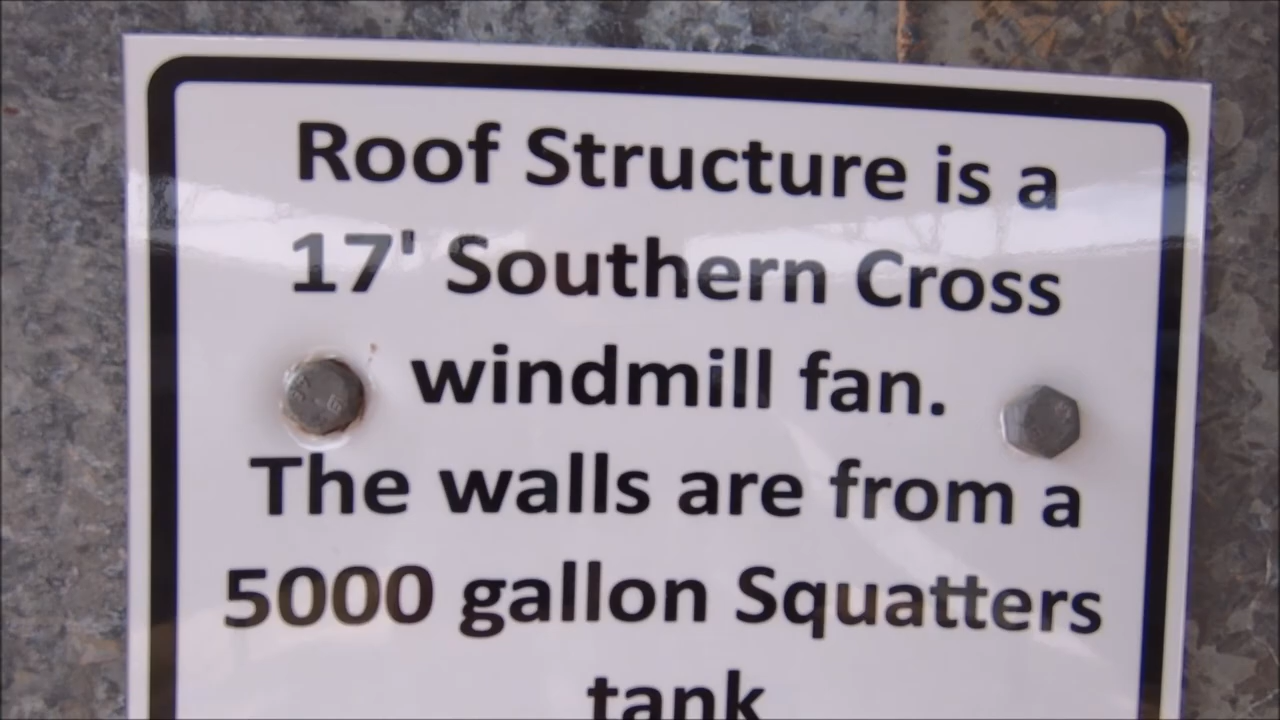 Roof Structure is a
17' Southern Cross
windmill fan.
The walls are from a
5000 gallon Squatters
tank